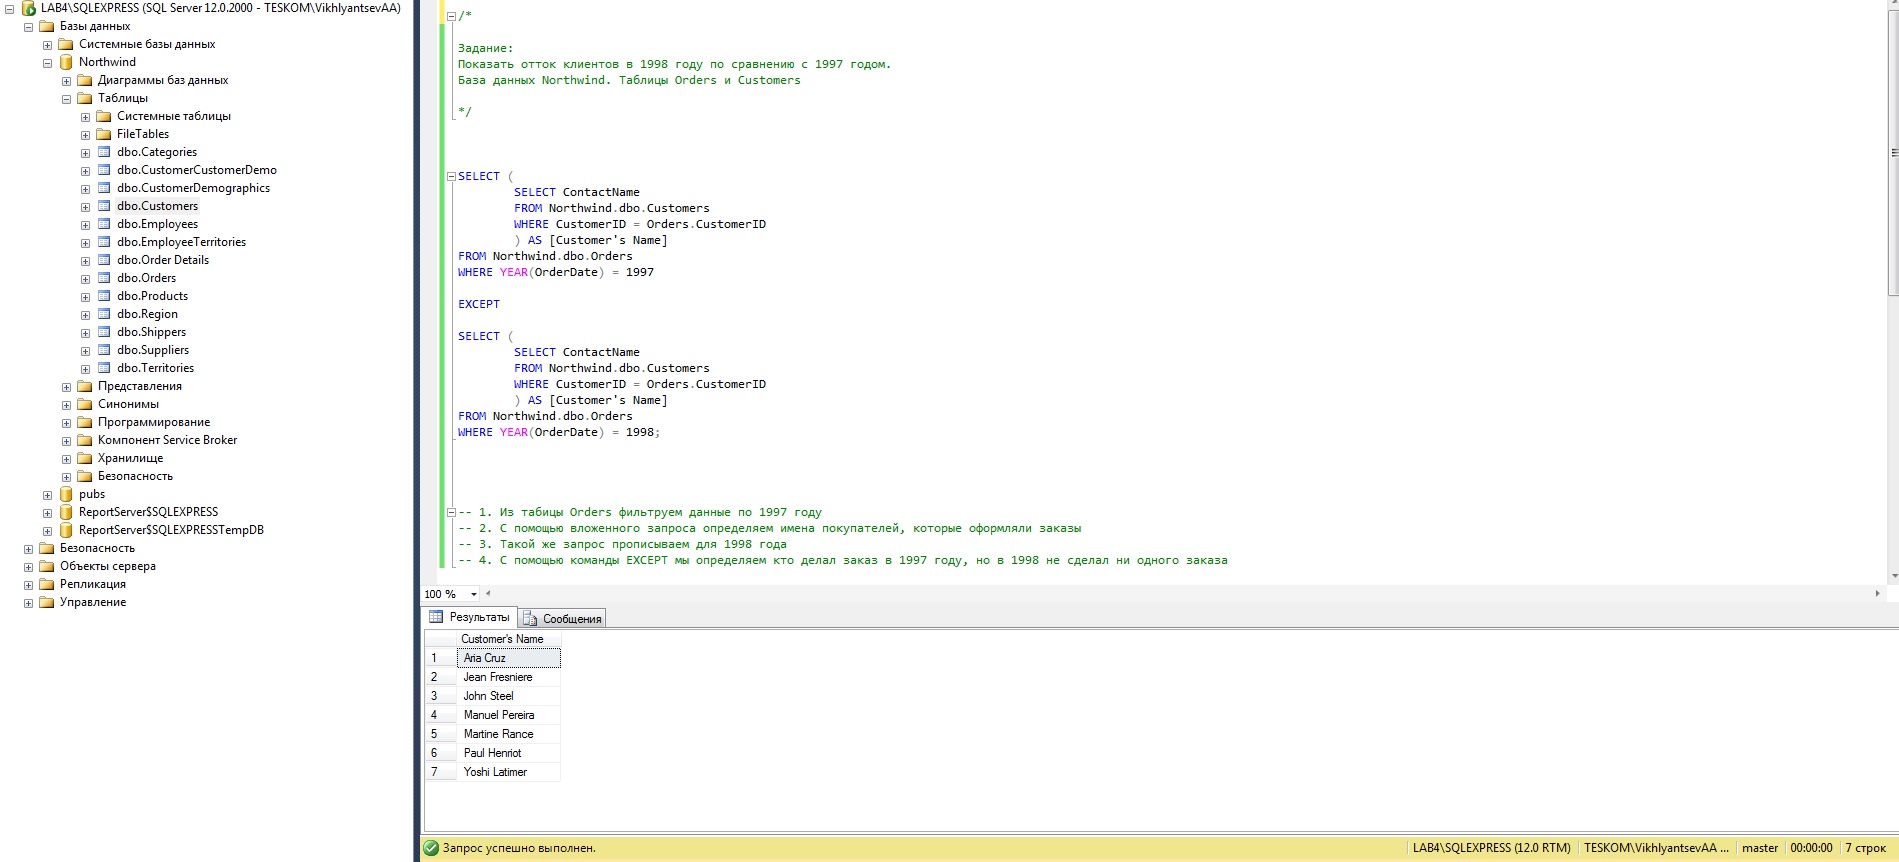 LAB4\SQLEXPRESS (SQL Server 12.0.2000 - TESKOM\VikhlyantsevAA)
Базы данных
Системные базы данных
Northwind
Диаграммы баз данных
Таблицы
Системные таблицы
FileTables
dbo.Categories
dbo.CustomerCustomerDemo
dbo.CustomerDemographics
dbo.Customers
dbo.Employees
dbo.EmployeeTerritories
dbo.Order Details
dbo.Orders
dbo.Products
dbo.Region
dbo.Shippers
dbo.Suppliers
dbo.Territories
Представления
Синонимы
Программирование
Компонент Service Broker
Хранилище
Безопасность
pubs
ReportServer$SQLEXPRESS
ReportServer$SQLEXPRESSTempDB
Безопасность
Объекты сервера
Репликация
Управление
/*
Задание:
Показать отток клиентов в 1998 году по сравнению с 1997 годом.
База данных Northwind. Таблицы Orders и Customers
*/
SELECT (
SELECT ContactName
FROM Northwind.dbo.Customers
WHERE CustomerID = Orders.CustomerID
) AS [Customer's Name]
FROM Northwind.dbo.Orders
WHERE YEAR(OrderDate) = 1997
EXCEPT
SELECT (
SELECT ContactName
FROM Northwind.dbo.Customers
WHERE CustomerID = Orders.CustomerID
) AS [Customer's Name]
FROM Northwind.dbo.Orders
WHERE YEAR(OrderDate) = 1998;
-- 1. Из табицы Orders фильтруем данные по 1997 году
-- 2. С помощью вложенного запроса определяем имена покупателей, которые оформляли заказы
-- 3. Такой же запрос прописываем для 1998 года
-- 4. С помощью команды EXCEPT мы определяем кто делал заказ в 1997 году, но в 1998 не сделал ни одного заказа
100 %
Результаты Сообщения
Customer's Name
1 Aria Cruz
2 Jean Fresniere
3 John Steel
4 Manuel Pereira
5 Martine Rance
6 Paul Henriot
7 Yoshi Latimer
Запрос успешно выполнен. LAB4\SQLEXPRESS (12.0 RTM) TESKOM\VikhlyantsevAA ... master 00:00:00 7 строк